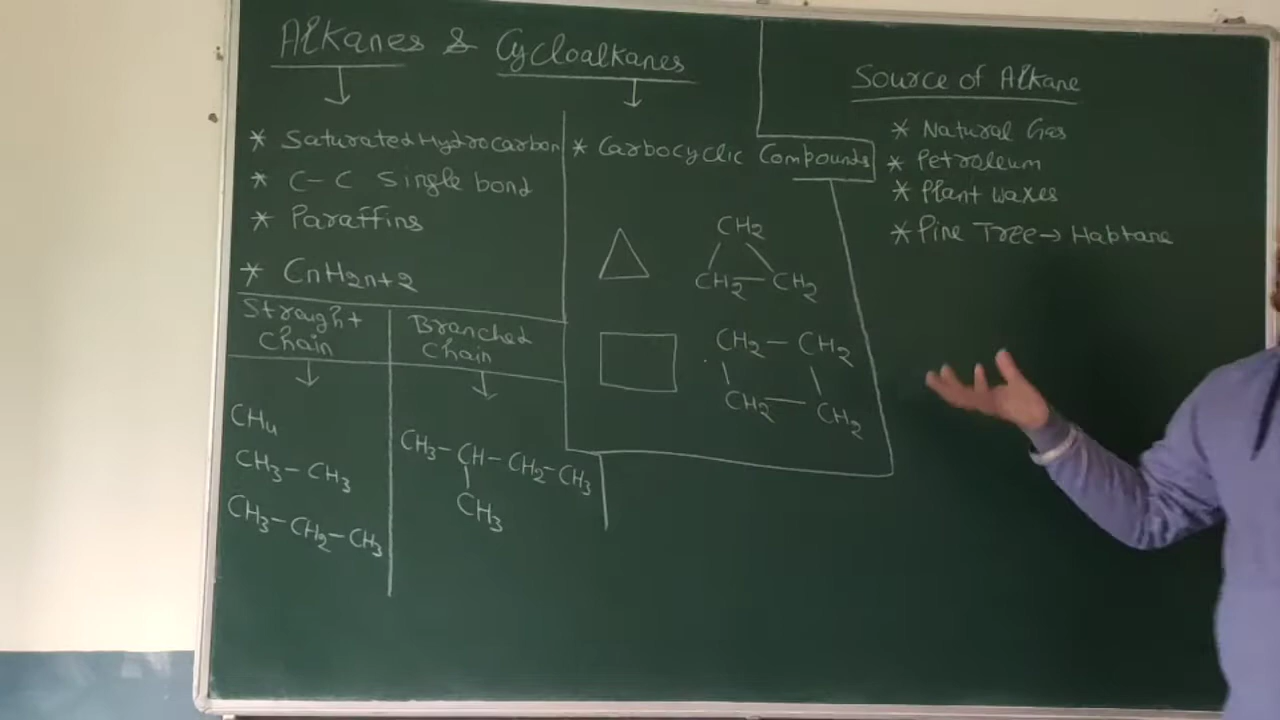 Alkanes & Cycloalkanes
* Saturated Hydrocarbon
* C-C Single bond
* Paraffins
* CnH2n+2
Straight
Chain
CH4
CH3-CH3
CH3-CH2-CH3
Branched
Chain
CH3-CH-CH2-CH3
CH3
* Carbocyclic Compounds
CH2
CH2-CH2
CH2-CH2
CH2-CH2
Source of Alkane
* Natural Gas
* Petroleum
* Plant Waxes
* Pine Tree→ Habtane